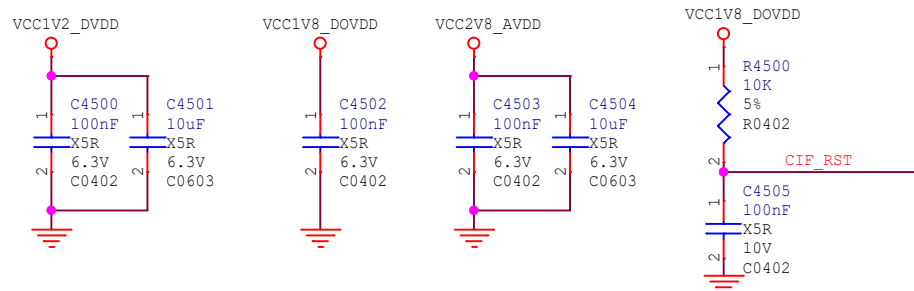 VCC1V2_DVDD
1
2
C4500
100nF
X5R
6.3V
C0402
1
2
C4501
10uF
X5R
6.3V
C0603
VCC1V8_DOVDD
1
2
C4502
100nF
X5R
6.3V
C0402
VCC2V8_AVDD
1
2
C4503
100nF
X5R
6.3V
C0402
1
2
C4504
10uF
X5R
6.3V
C0603
VCC1V8_DOVDD
1
R4500
10K
5%
R0402
2
CIF_RST
1
C4505
100nF
X5R
10V
2
C0402